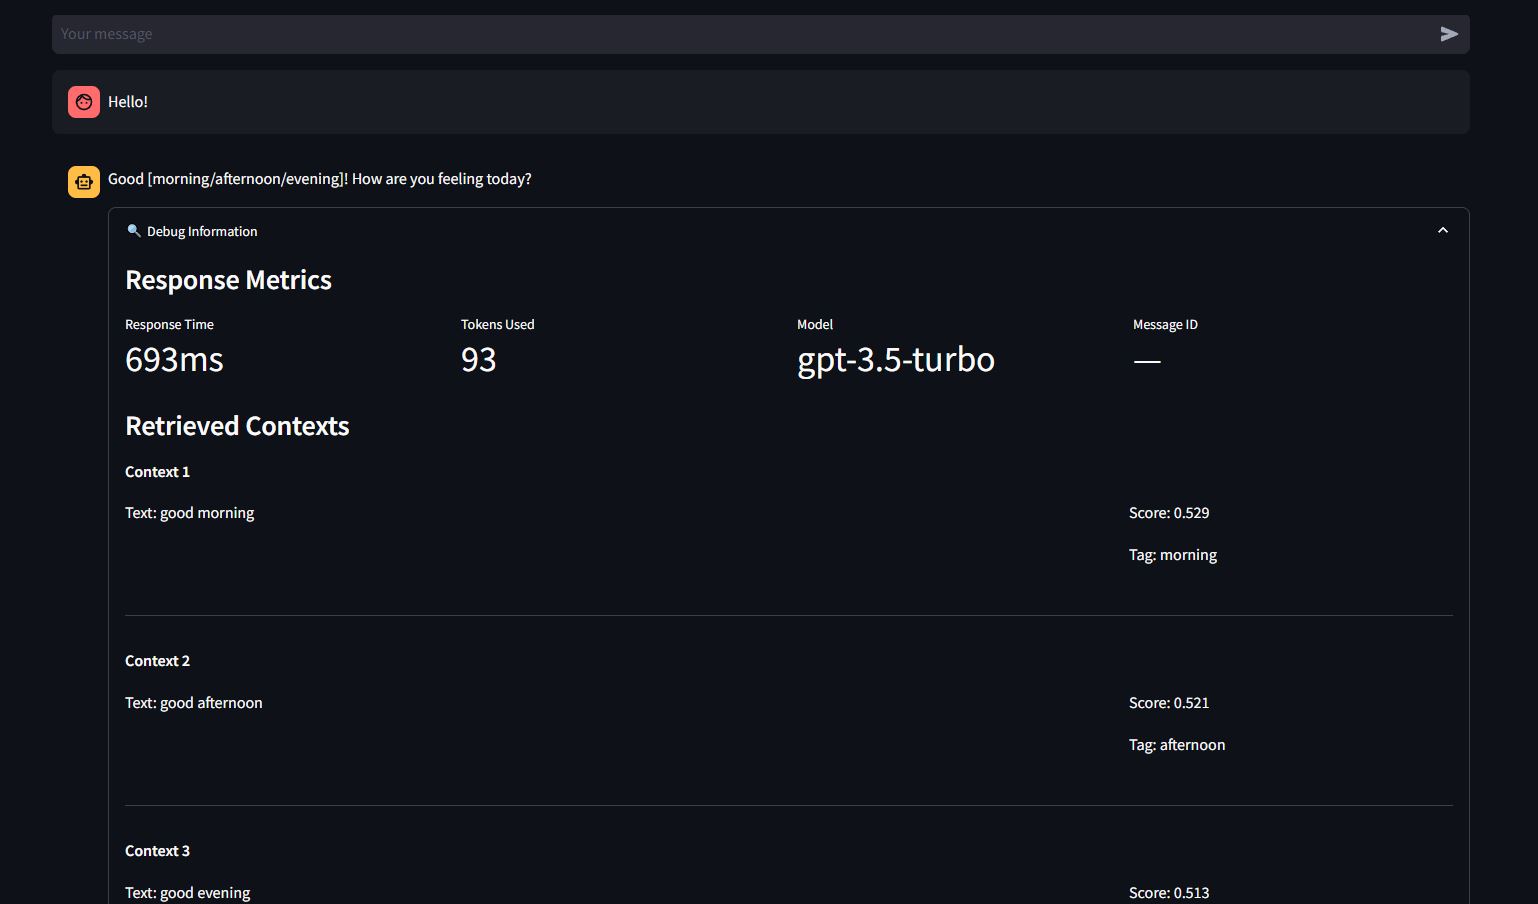 Your message
Hello!
Good [morning/afternoon/evening]! How are you feeling today?
Debug Information
Response Metrics
Response Time
Tokens Used
Model
Message ID
693ms
93
gpt-3.5-turbo
—
Retrieved Contexts
Context 1
Text: good morning
Score: 0.529
Tag: morning
Context 2
Text: good afternoon
Score: 0.521
Tag: afternoon
Context 3
Text: good evening
Score: 0.513